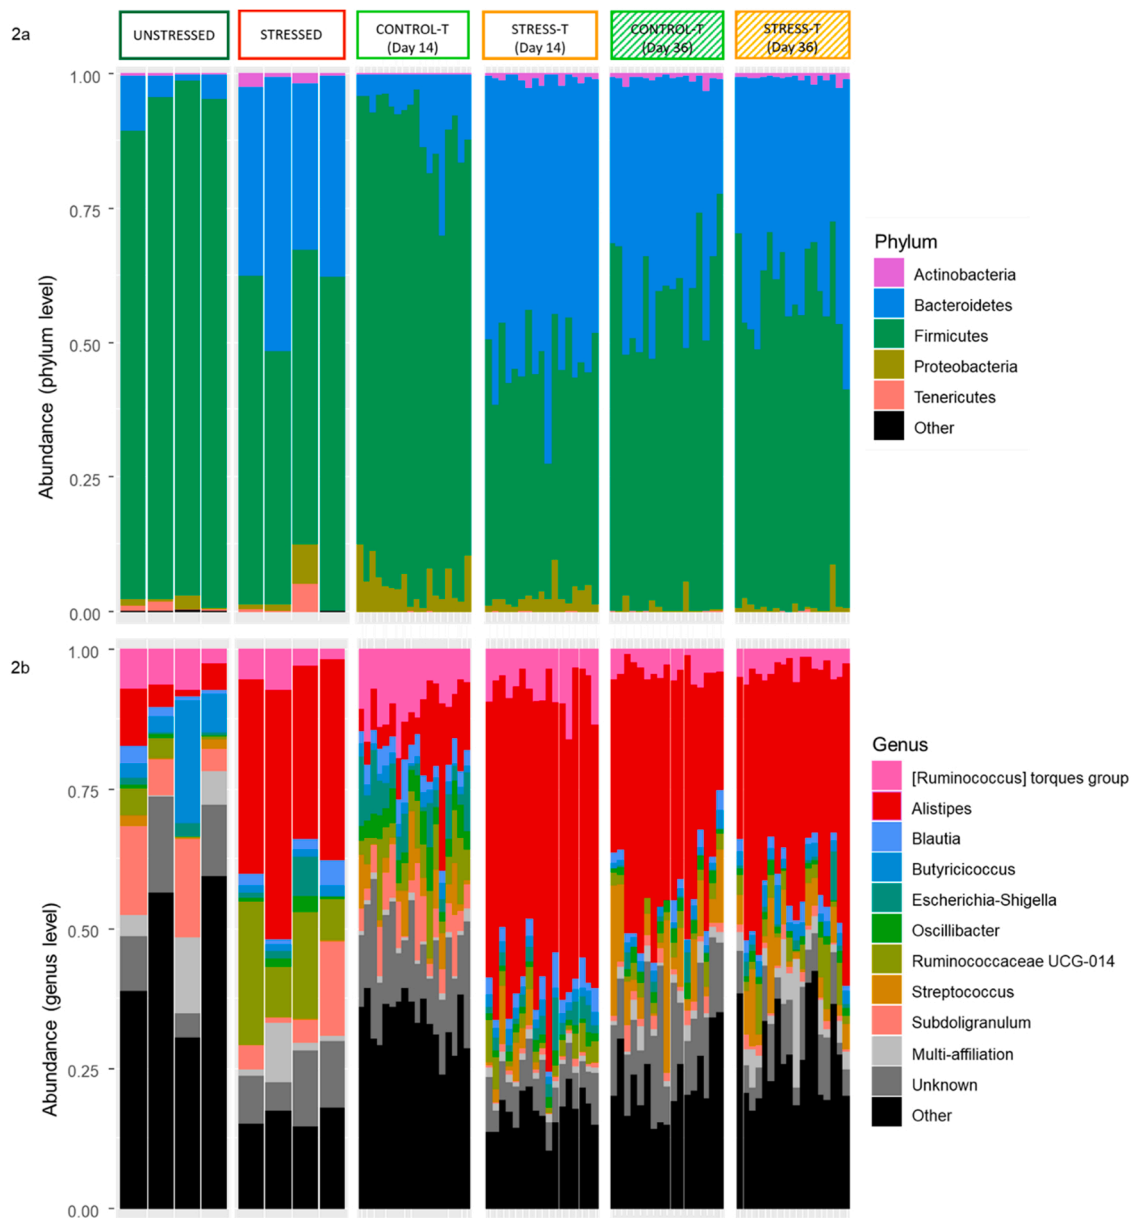 2a
UNSTRESSED
STRESSED
CONTROL-T
(Day 14)
STRESS-T
(Day 14)
CONTROL-T
(Day 36)
STRESS-T
(Day 36)
Abundance (phylum level)
1.00
0.75
0.50
0.25
0.00
Phylum
Actinobacteria
Bacteroidetes
Firmicutes
Proteobacteria
Tenericutes
Other
2b
Abundance (genus level)
1.00
0.75
0.50
0.25
0.00
Genus
[Ruminococcus] torques group
Alistipes
Blautia
Butyricicoccus
Escherichia-Shigella
Oscillibacter
Ruminococcaceae UCG-014
Streptococcus
Subdoligranulum
Multi-affiliation
Unknown
Other